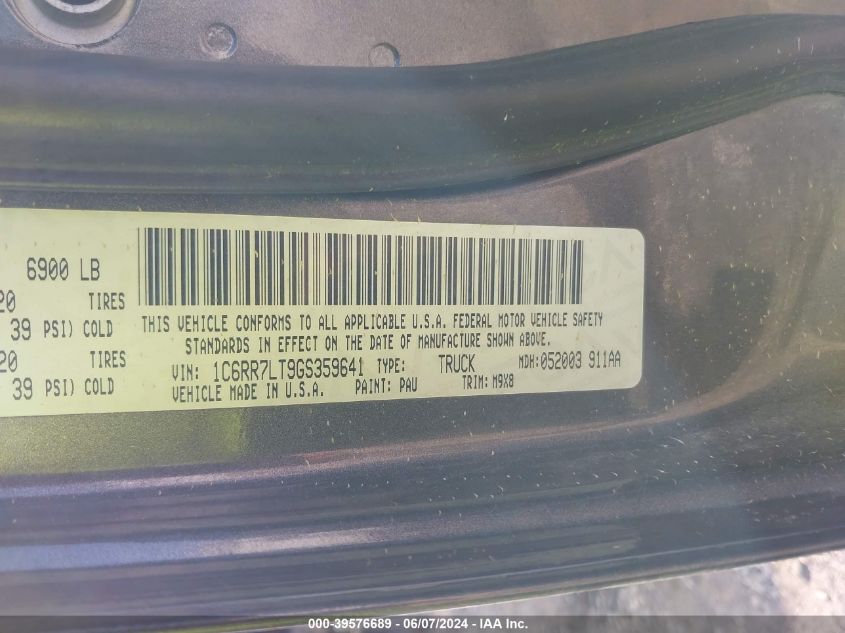 6900 LB
20 TIRES
39 PSI) COLD
20 TIRES
39 PSI) COLD
THIS VEHICLE CONFORMS TO ALL APPLICABLE U.S.A. FEDERAL MOTOR VEHICLE SAFETY
STANDARDS IN EFFECT ON THE DATE OF MANUFACTURE SHOWN ABOVE.
VIN: 1C6RR7LT9GS359641 TYPE: TRUCK MDH:052003 911AA
VEHICLE MADE IN U.S.A. PAINT: PAU TRIM: M9X8
000-39576689 - 06/07/2024 - IAA Inc.